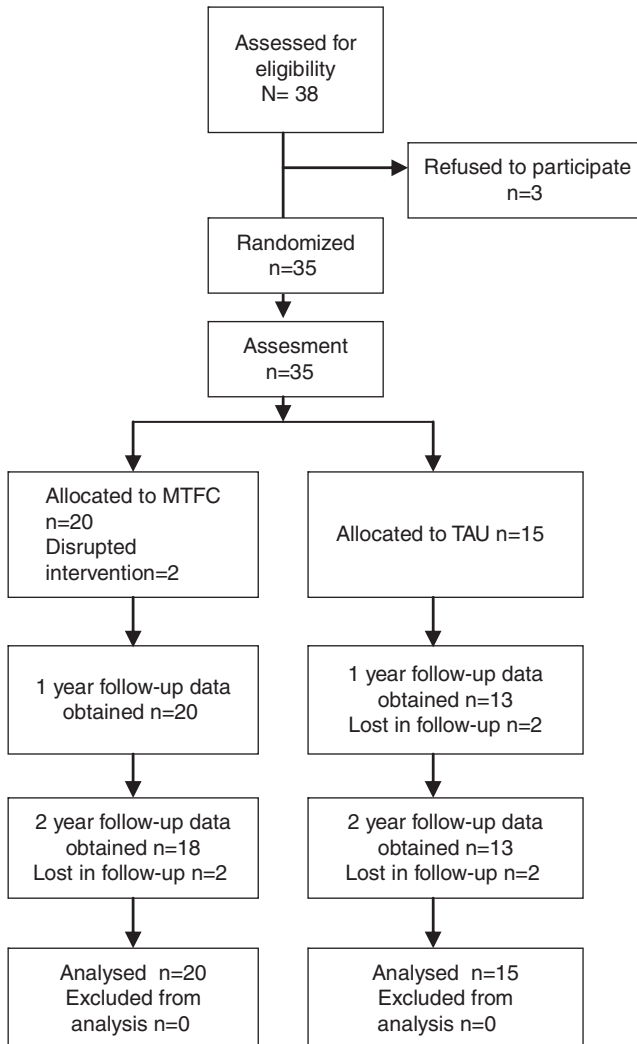 Assessed for
eligibility
N= 38
Refused to participate
n=3
Randomized
n=35
Assesment
n=35
Allocated to MTFC
n=20
Disrupted
intervention=2
Allocated to TAU n=15
1 year follow-up data
obtained n=20
1 year follow-up data
obtained n=13
Lost in follow-up n=2
2 year follow-up data
obtained n=18
Lost in follow-up n=2
2 year follow-up data
obtained n=13
Lost in follow-up n=2
Analysed n=20
Excluded from
analysis n=0
Analysed n=15
Excluded from
analysis n=0